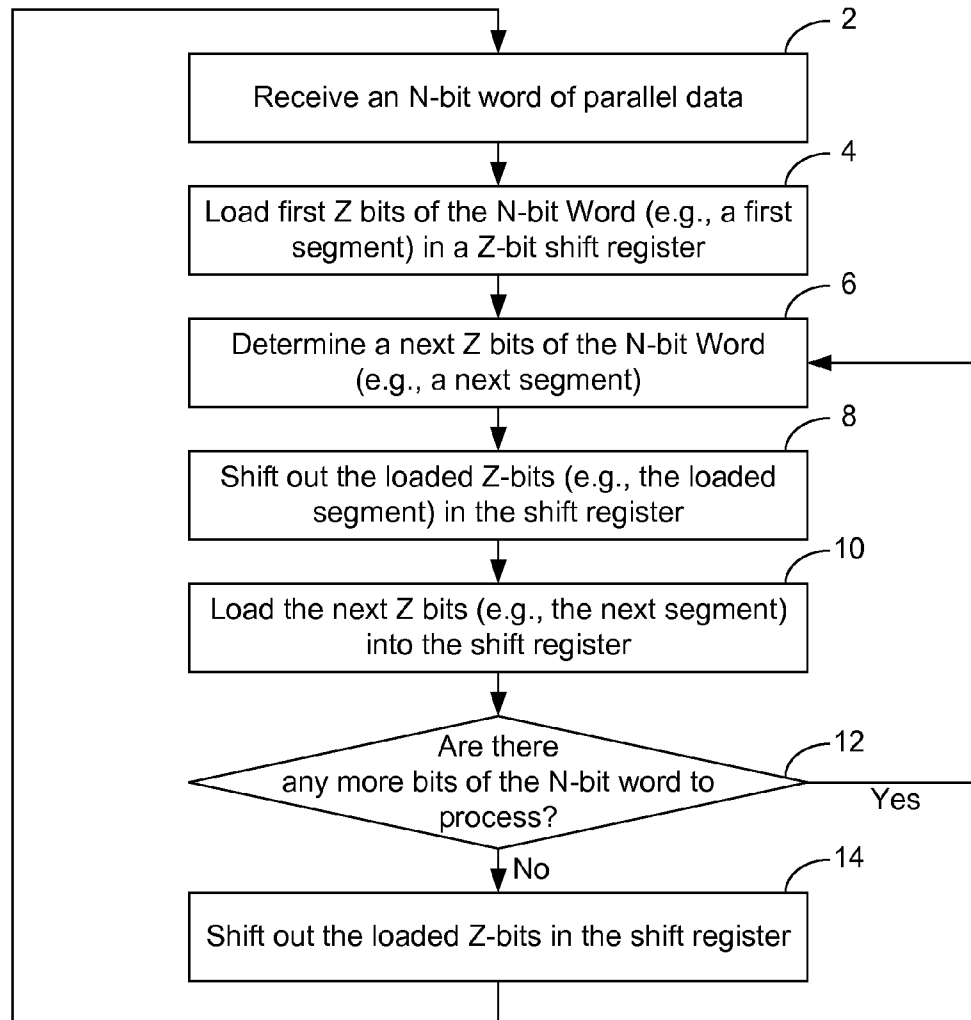 2
Receive an N-bit word of parallel data
4
Load first Z bits of the N-bit Word (e.g., a first
segment) in a Z-bit shift register
6
Determine a next Z bits of the N-bit Word
(e.g., a next segment)
8
Shift out the loaded Z-bits (e.g., the loaded
segment) in the shift register
10
Load the next Z bits (e.g., the next segment)
into the shift register
12
Are there
any more bits of the N-bit word to
process?
Yes
No
14
Shift out the loaded Z-bits in the shift register